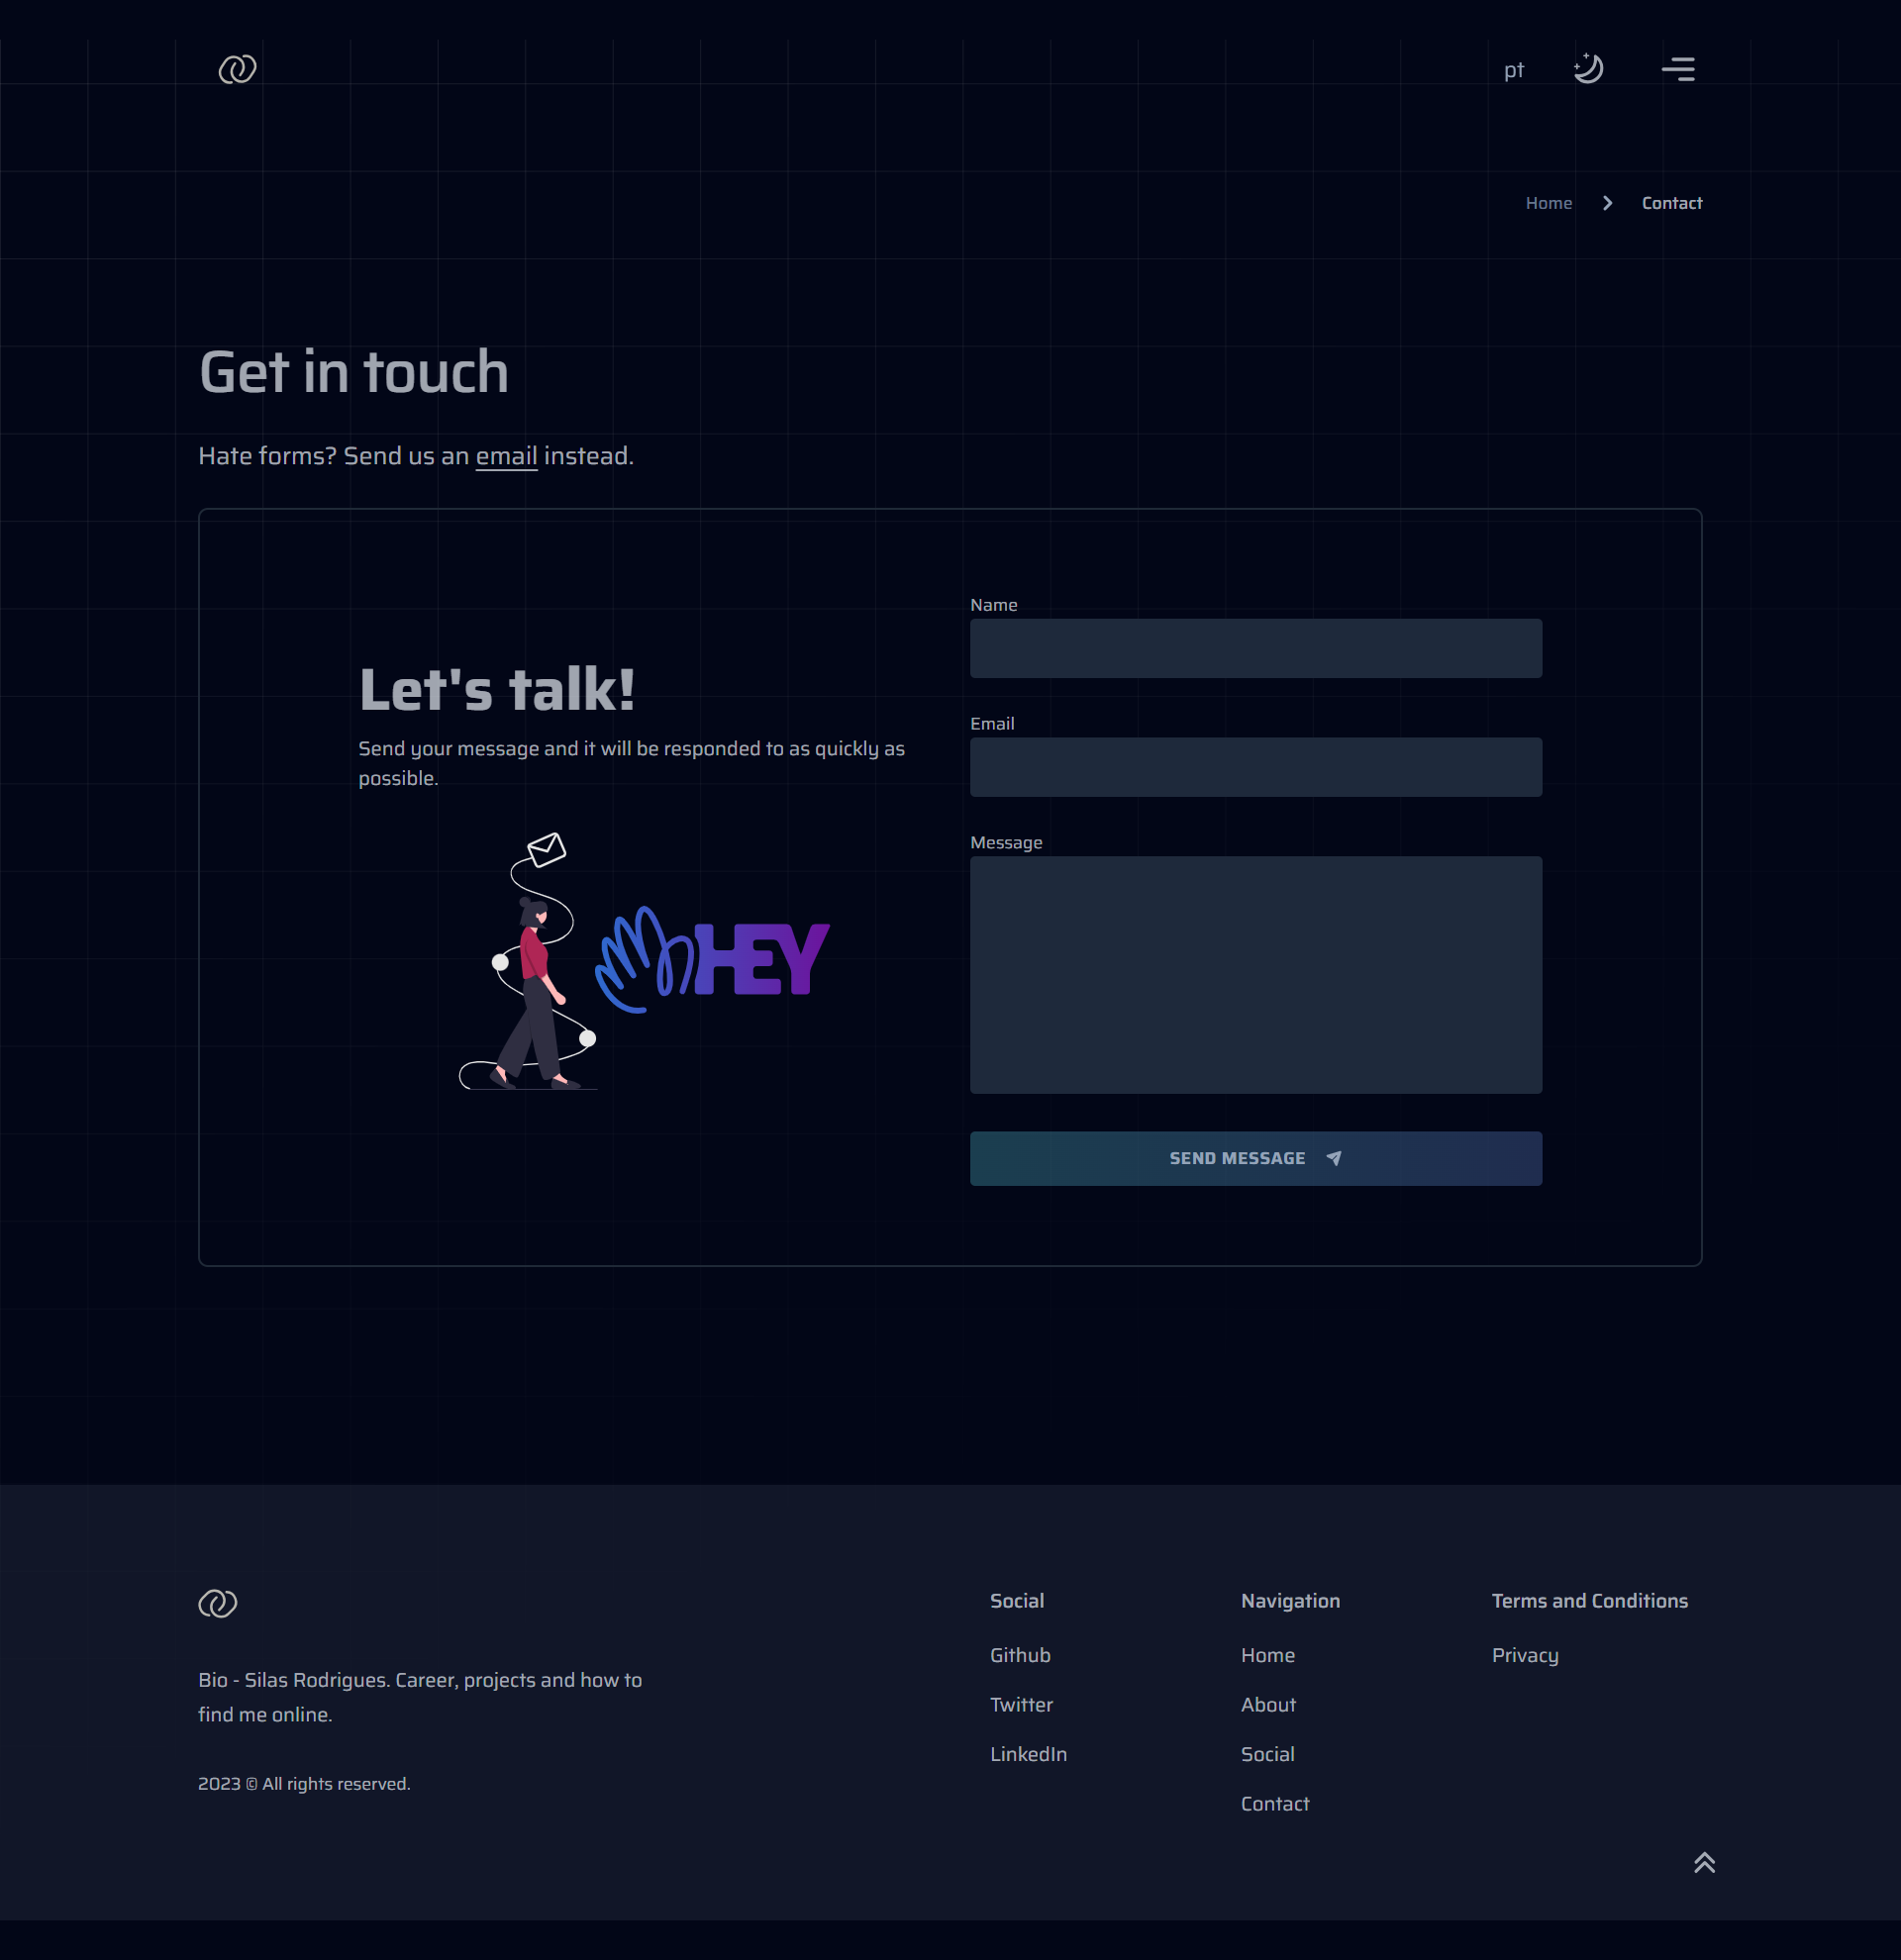 pt
Home
Contact
Get in touch
Hate forms? Send us an email instead.
Let's talk!
Send your message and it will be responded to as quickly as
possible.
HEY
Name
Email
Message
SEND MESSAGE
Bio - Silas Rodrigues. Career, projects and how to
find me online.
2023 © All rights reserved.
Social
Github
Twitter
LinkedIn
Navigation
Home
About
Social
Contact
Terms and Conditions
Privacy